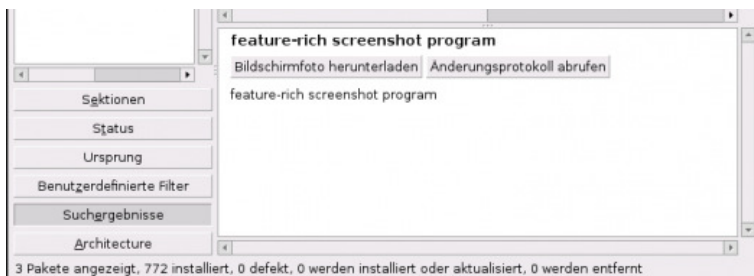 feature-rich screenshot program
Bildschirmfoto herunterladen Änderungsprotokoll abrufen
feature-rich screenshot program
Sektionen
Status
Ursprung
Benutzerdefinierte Filter
Suchergebnisse
Architecture
3 Pakete angezeigt, 772 installiert, 0 defekt, 0 werden installiert oder aktualisiert, 0 werden entfernt